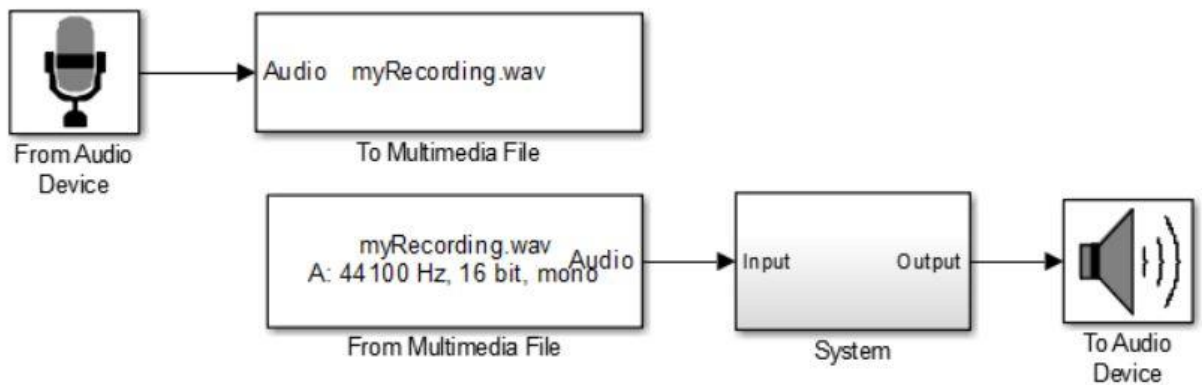 Audio myRecording.wav
From Audio
Device
To Multimedia File
myRecording.wav
Audio
A: 44100 Hz, 16 bit, mono
From Multimedia File
Input Output
System
To Audio
Device